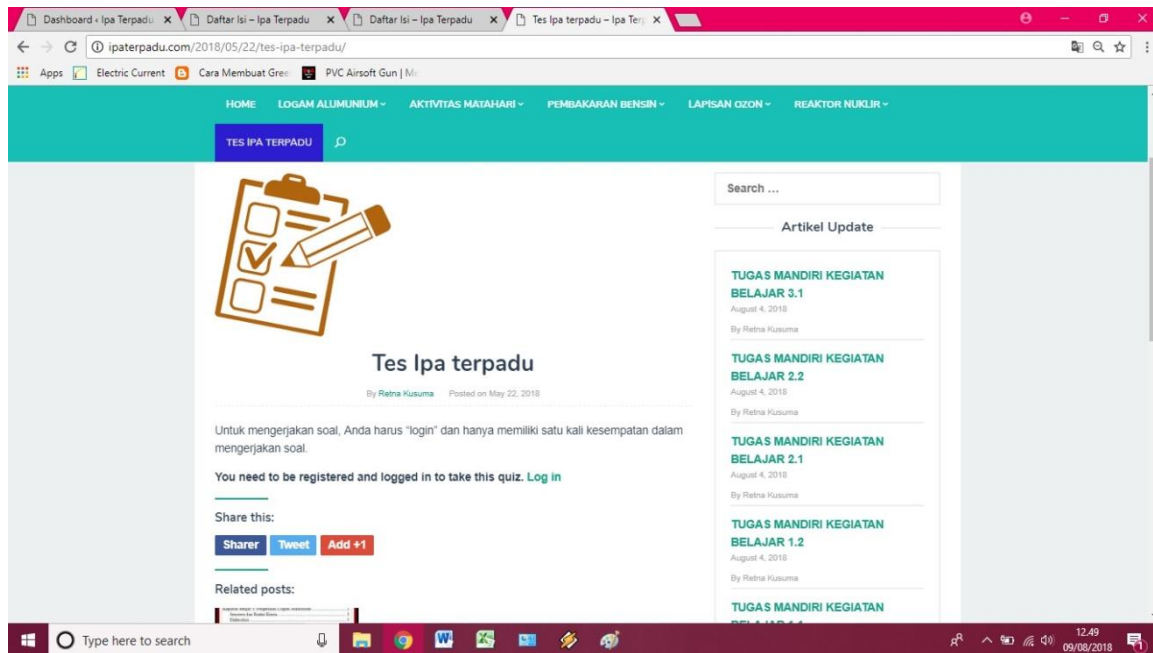 Dashboard ‹ Ipa Terpadu
Daftar Isi – Ipa Terpadu
Daftar Isi – Ipa Terpadu
Tes Ipa terpadu – Ipa Ter
ipaterpadu.com/2018/05/22/tes-ipa-terpadu/
Apps Electric Current Cara Membuat Gree PVC Airsoft Gun | M
HOME LOGAM ALUMUNIUM AKTIVITAS MATAHARI PEMBAKARAN BENSIN LAPISAN OZON REAKTOR NUKLIR
TES IPA TERPADU
Tes Ipa terpadu
By Retna Kusuma Posted on May 22, 2018
Untuk mengerjakan soal, Anda harus "login" dan hanya memiliki satu kali kesempatan dalam
mengerjakan soal.
You need to be registered and logged in to take this quiz. Log in
Share this:
Sharer Tweet Add +1
Related posts:
Search ...
Artikel Update
TUGAS MANDIRI KEGIATAN
BELAJAR 3.1
August 4, 2018
By Retna Kusuma
TUGAS MANDIRI KEGIATAN
BELAJAR 2.2
August 4, 2018
By Retna Kusuma
TUGAS MANDIRI KEGIATAN
BELAJAR 2.1
August 4, 2018
By Retna Kusuma
TUGAS MANDIRI KEGIATAN
BELAJAR 1.2
August 4, 2018
By Retna Kusuma
TUGAS MANDIRI KEGIATAN
Type here to search
12.49
09/08/2018